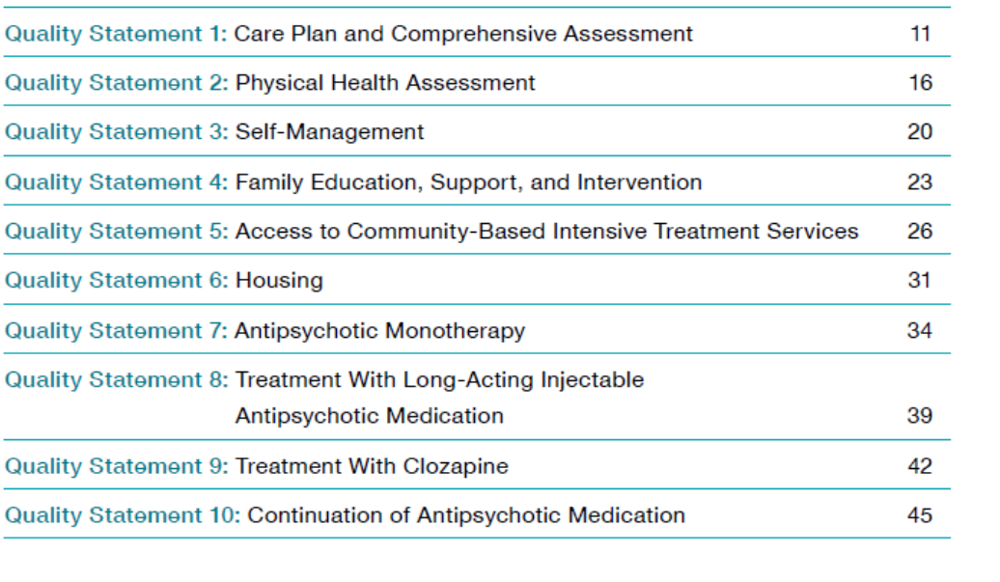 Quality Statement 1: Care Plan and Comprehensive Assessment 11
Quality Statement 2: Physical Health Assessment 16
Quality Statement 3: Self-Management 20
Quality Statement 4: Family Education, Support, and Intervention 23
Quality Statement 5: Access to Community-Based Intensive Treatment Services 26
Quality Statement 6: Housing 31
Quality Statement 7: Antipsychotic Monotherapy 34
Quality Statement 8: Treatment With Long-Acting Injectable
Antipsychotic Medication 39
Quality Statement 9: Treatment With Clozapine 42
Quality Statement 10: Continuation of Antipsychotic Medication 45